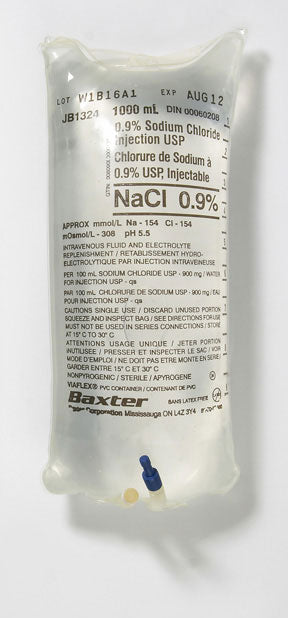 LOT W1B16A1 EXP AUG 12
JB1324 1000 mL DIN 00060208
0.9% Sodium Chloride
Injection USP
Chlorure de Sodium à
0.9% USP, Injectable
NaCl 0.9%
APPROX mmol/L Na - 154 Cl - 154
mOsmol/L - 308 pH 5.5
INTRAVENOUS FLUID AND ELECTROLYTE
REPLENISHMENT / RETABLISSEMENT HYDRO-
ELECTROLYTIQUE PAR INJECTION INTRAVEINEUSE
PER 100 mL SODIUM CHLORIDE USP - 900 mg / WATER
FOR INJECTION USP - qs
PAR 100 mL CHLORURE DE SODIUM USP - 900 mg / EAU
POUR INJECTION USP - qs
CAUTIONS SINGLE USE / DISCARD UNUSED PORTION
SQUEEZE AND INSPECT BAG / SEE DIRECTIONS FOR USE
MUST NOT BE USED IN SERIES CONNECTIONS / STORE
AT 15° C TO 30° C
ATTENTIONS USAGE UNIQUE / JETER PORTION
INUTILISEE / PRESSER ET INSPECTER LE SAC / VOIR
MODE D'EMPLOI / NE DOIT PAS ETRE MONTE EN SERIE /
GARDER ENTRE 15° C ET 30° C
NONPYROGENIC / STERILE / APYROGENE
VIAFLEX® PVC CONTAINER / CONTENANT DE PVC
Baxter SANS LATEX FREE
Corporation Mississauga ON L4Z 3Y4